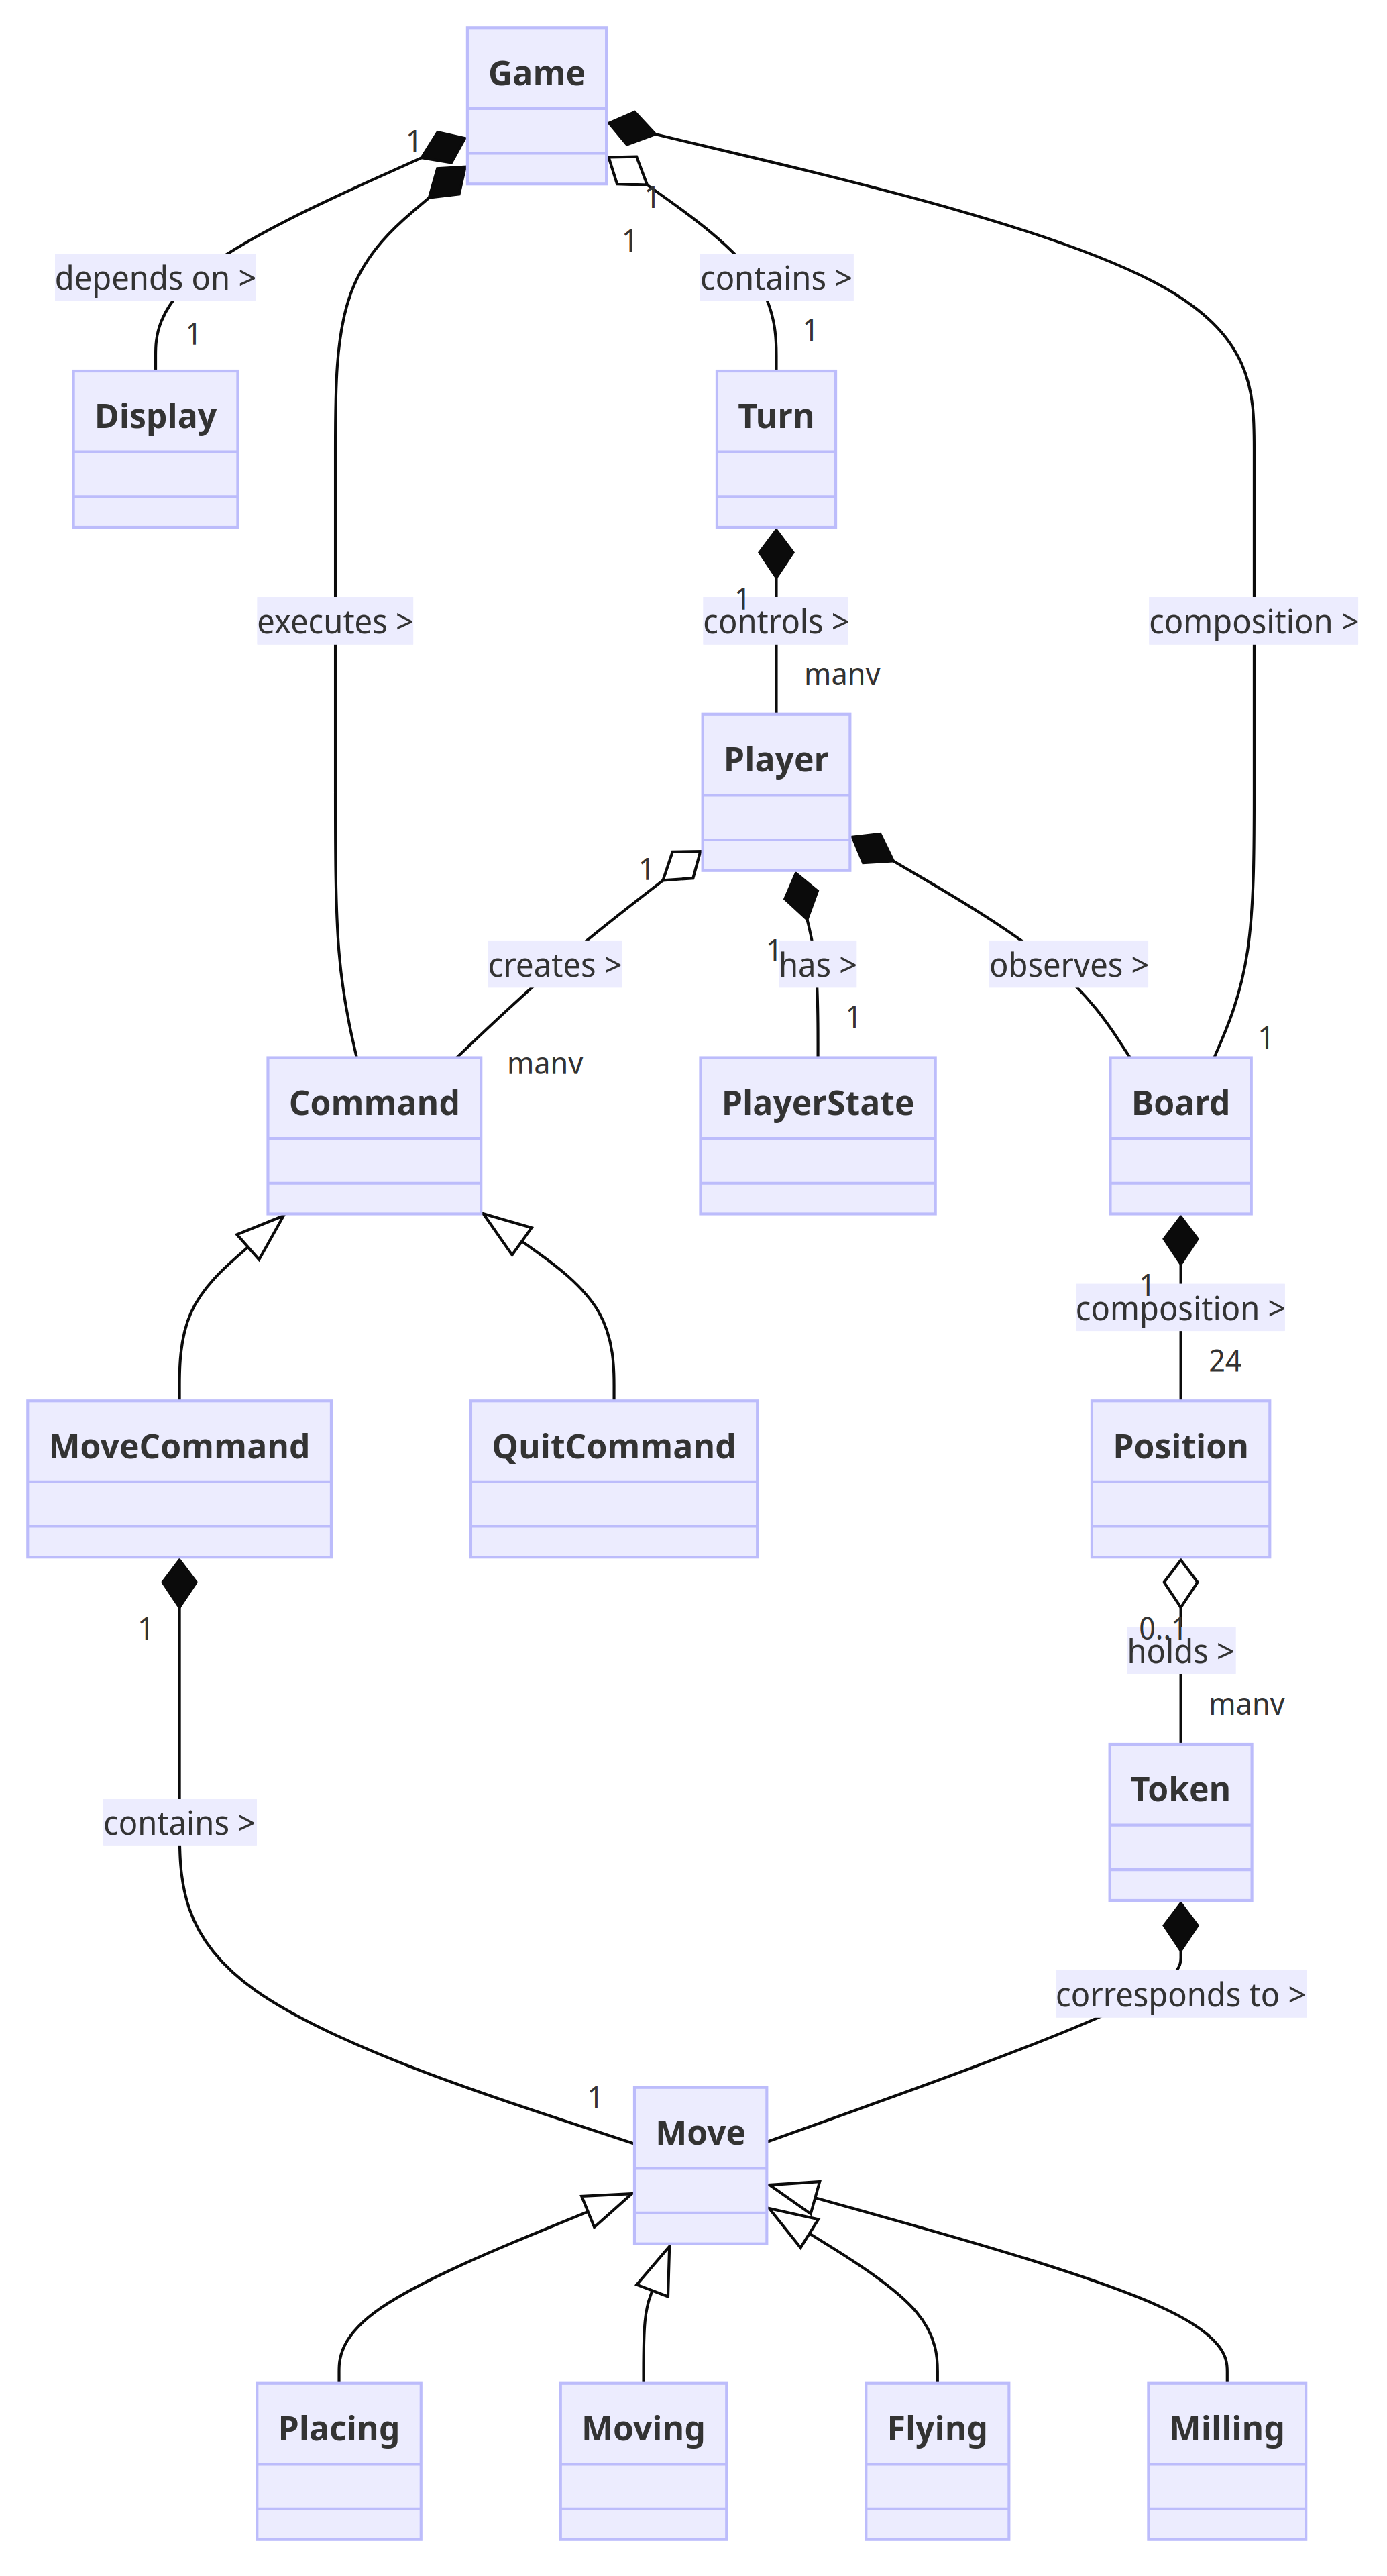 Game
1
1
1
depends on >
contains >
1
1
Display
Turn
1
executes >
controls >
composition >
manv
Player
1
1
creates >
has >
observes >
1
1
manv
Command
PlayerState
Board
1
composition >
24
MoveCommand
QuitCommand
Position
1
0..1
holds >
manv
Token
contains >
corresponds to >
1
Move
Placing
Moving
Flying
Milling